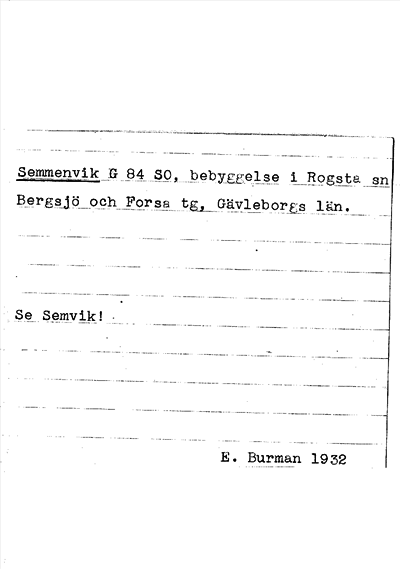 Semmenvik G 84 SO, bebyggelse i Rogsta sn
Bergsjö och Forsa tg, Gävleborgs län.
Se Semvik!
E. Burman 1932